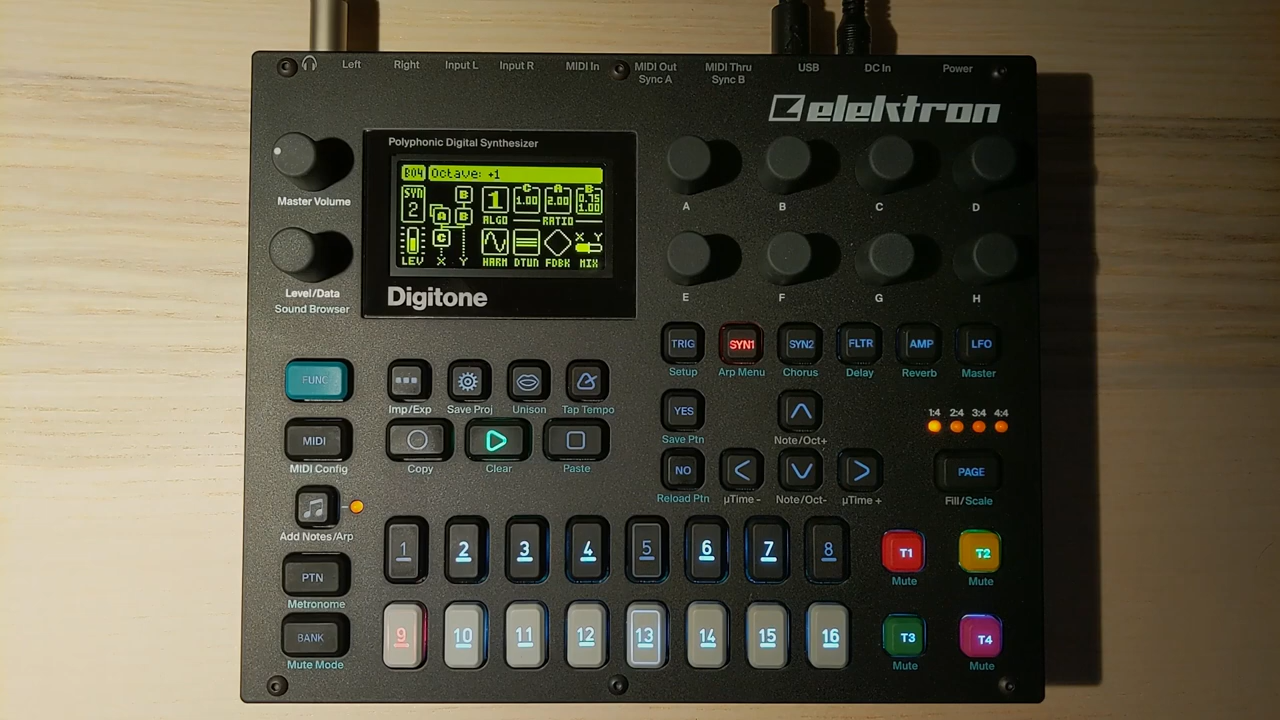 Left Right Input L Input R MIDI In MIDI Out MIDI Thru USB DC In Power
Sync A Sync B
elektron
Polyphonic Digital Synthesizer
B04 Octave: +1
SYN B 1 C 1.00 A 2.00 B 0.75 1.00
2 A B
ALGO RATIO
C X Y
LEV X Y HARM DTUN FDBK MIX
Digitone
Master Volume
Level/Data
Sound Browser
A B C D
E F G H
TRIG SYN1 SYN2 FLTR AMP LFO
Setup Arp Menu Chorus Delay Reverb Master
FUNC
Imp/Exp Save Proj Unison Tap Tempo
YES
1:4 2:4 3:4 4:4
Save Ptn Note/Oct+
MIDI
MIDI Config
Copy Clear Paste
NO PAGE
Reload Ptn µTime - Note/Oct- µTime + Fill/Scale
Add Notes/Arp
PTN
Metronome
BANK
Mute Mode
1 2 3 4 5 6 7 8
9 10 11 12 13 14 15 16
T1 T2
Mute Mute
T3 T4
Mute Mute